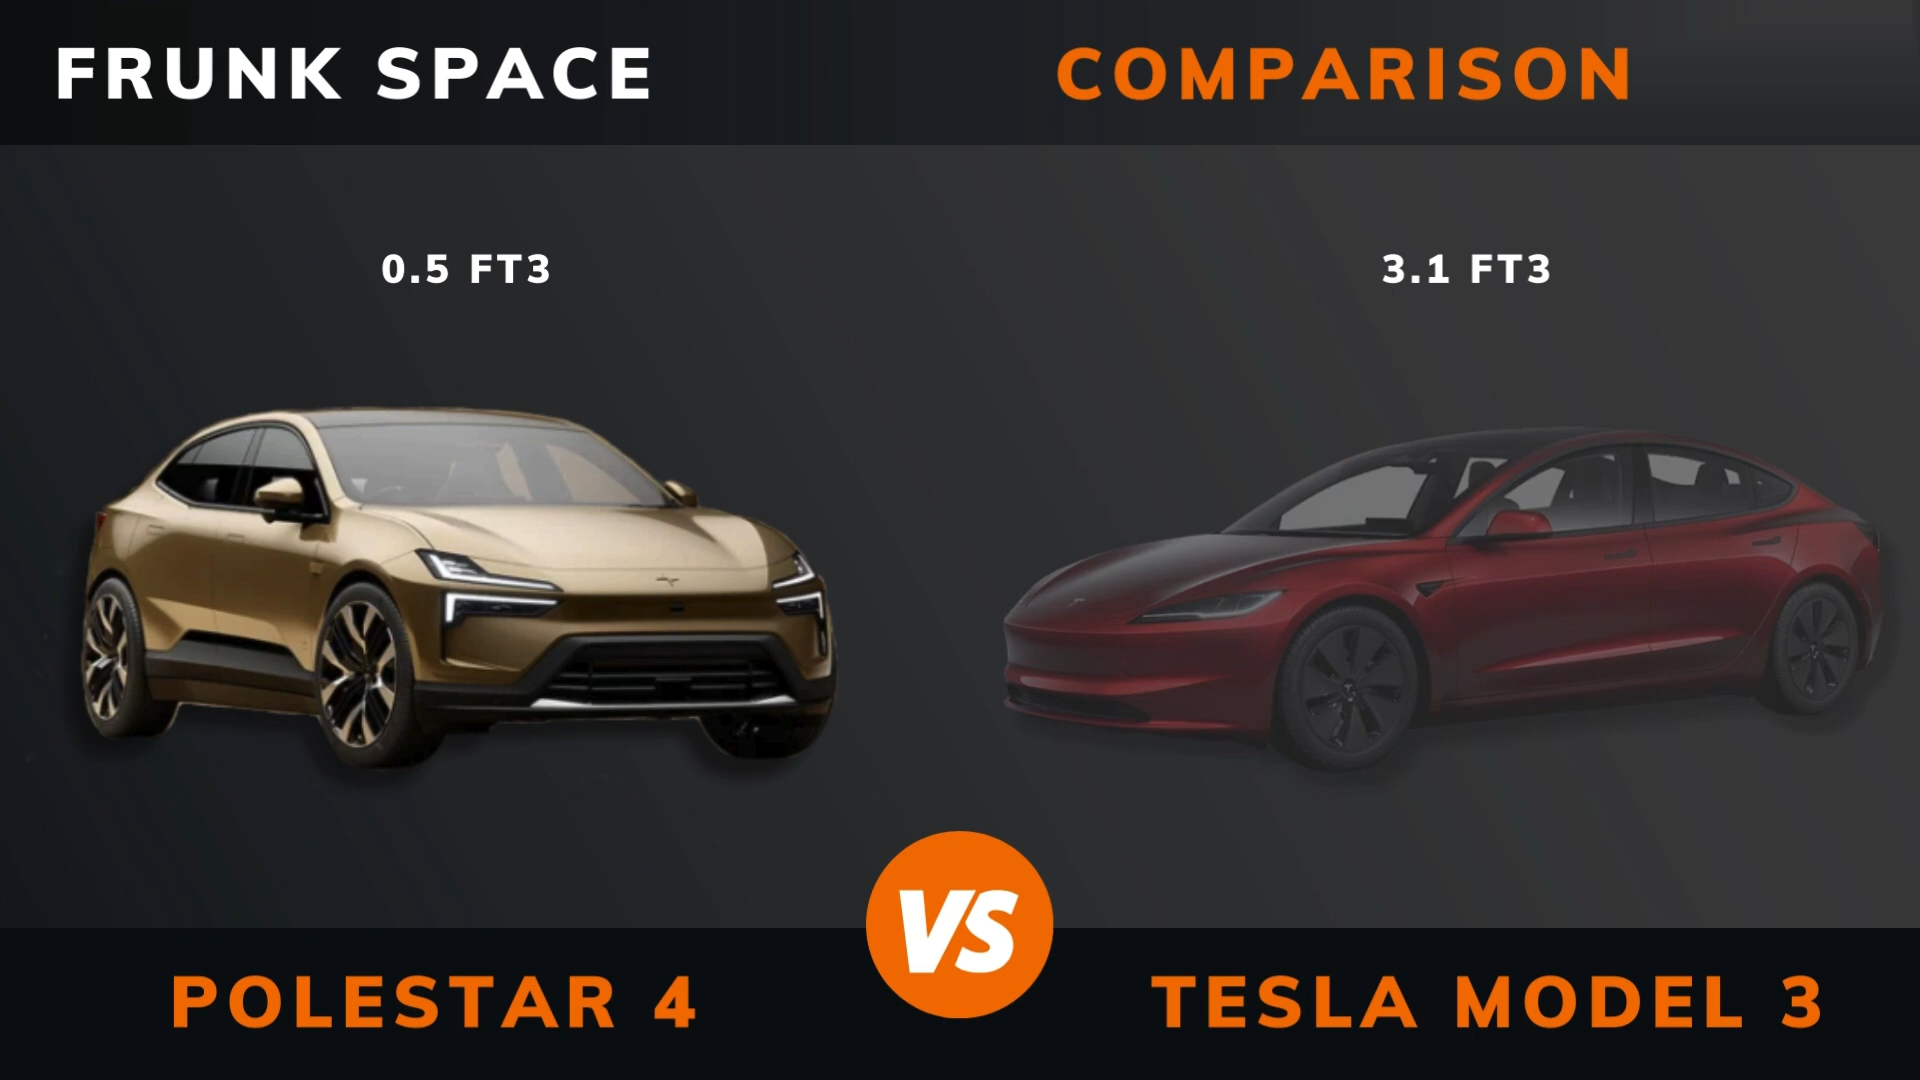 FRUNK SPACE COMPARISON
0.5 FT3
3.1 FT3
VS
POLESTAR 4
TESLA MODEL 3